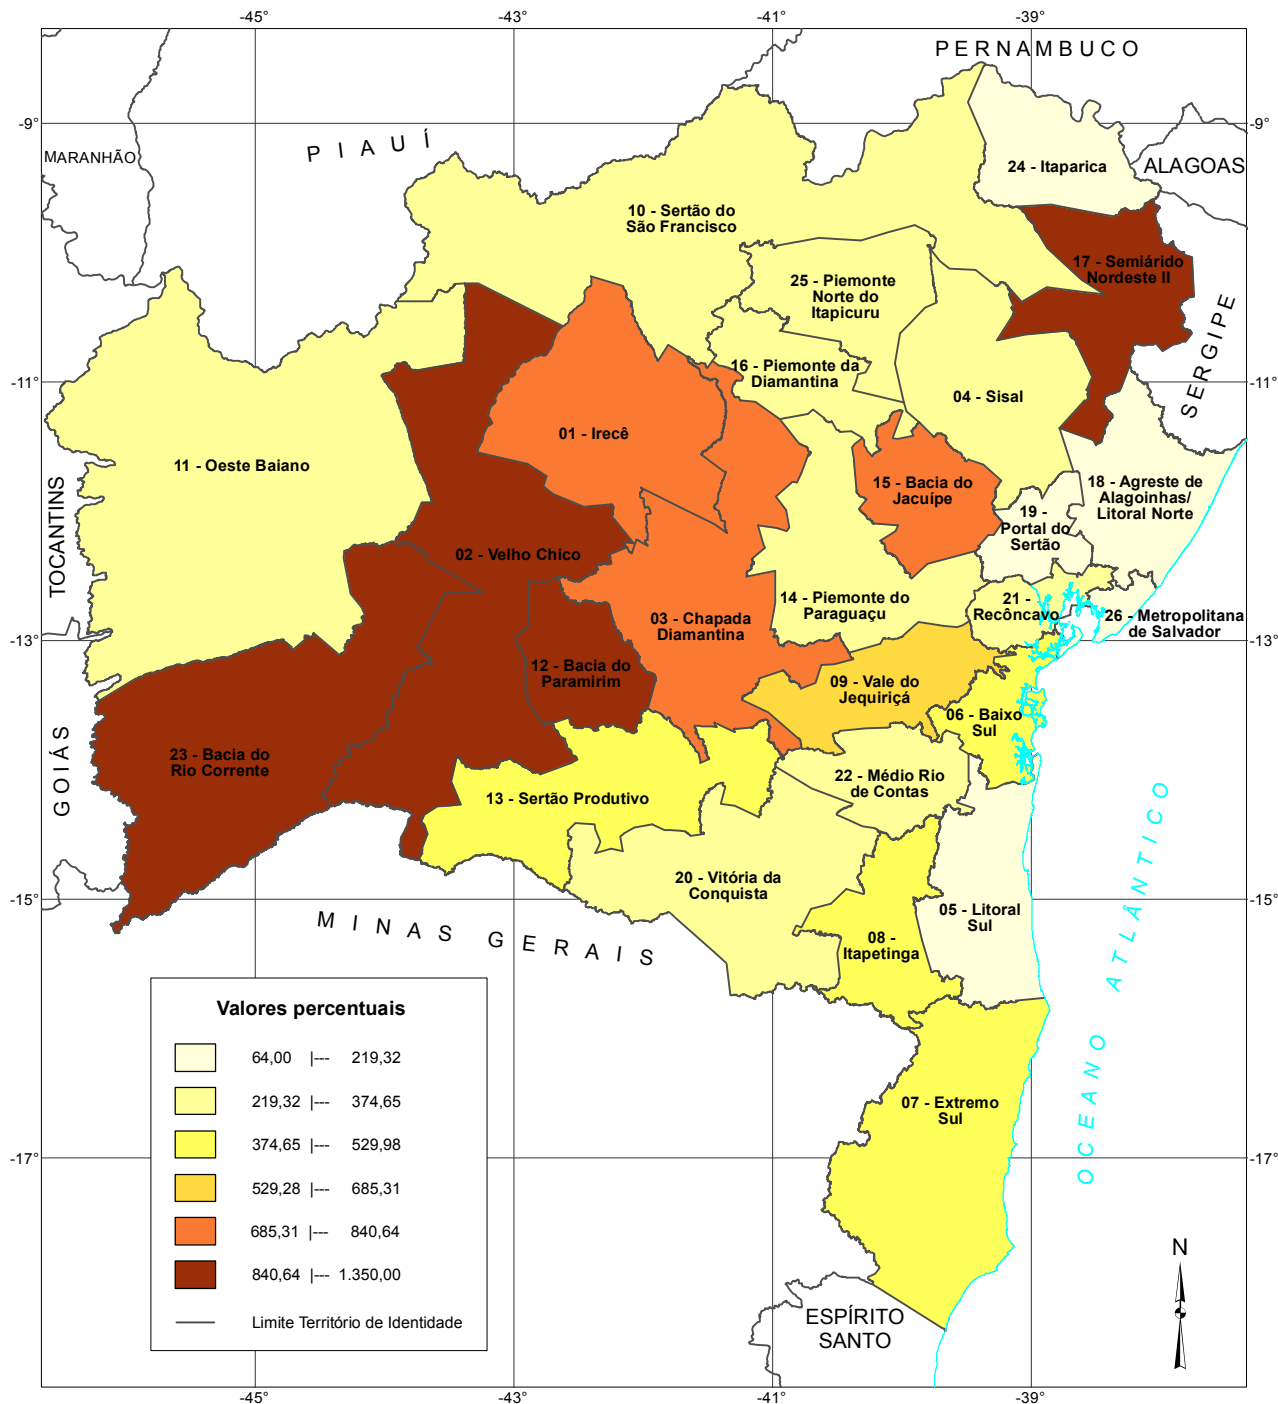 -45°
-43°
-41°
-39°
PERNAMBUCO
-9°
-9°
PIAUÍ
MARANHÃO
ALAGOAS
24 - Itaparica
10 - Sertão do
São Francisco
17 - Semiárido
Nordeste II
25 - Piemonte
Norte do
Itapicuru
SERGIPE
16 - Piemonte da
Diamantina
-11°
-11°
04 - Sisal
01 - Irecê
11 - Oeste Baiano
15 - Bacia do
Jacuípe
18 - Agreste de
Alagoinhas/
Litoral Norte
19 -
Portal do
Sertão
TOCANTINS
02 - Velho Chico
14 - Piemonte do
Paraguaçu
21 -
Recôncavo
26 - Metropolitana
de Salvador
03 - Chapada
Diamantina
-13°
-13°
12 - Bacia do
Paramirim
09 - Vale do
Jequiriçá
06 - Baixo
Sul
GOIÁS
23 - Bacia do
Rio Corrente
22 - Médio Rio
de Contas
13 - Sertão Produtivo
20 - Vitória da
Conquista
-15°
-15°
05 - Litoral
Sul
08 -
Itapetinga
MINAS GERAIS
OCEANO ATLÂNTICO
Valores percentuais
64,00 |--- 219,32
219,32 |--- 374,65
374,65 |--- 529,98
529,28 |--- 685,31
685,31 |--- 840,64
840,64 |--- 1.350,00
Limite Território de Identidade
07 - Extremo
Sul
-17°
-17°
N
ESPÍRITO
SANTO
-45°
-43°
-41°
-39°